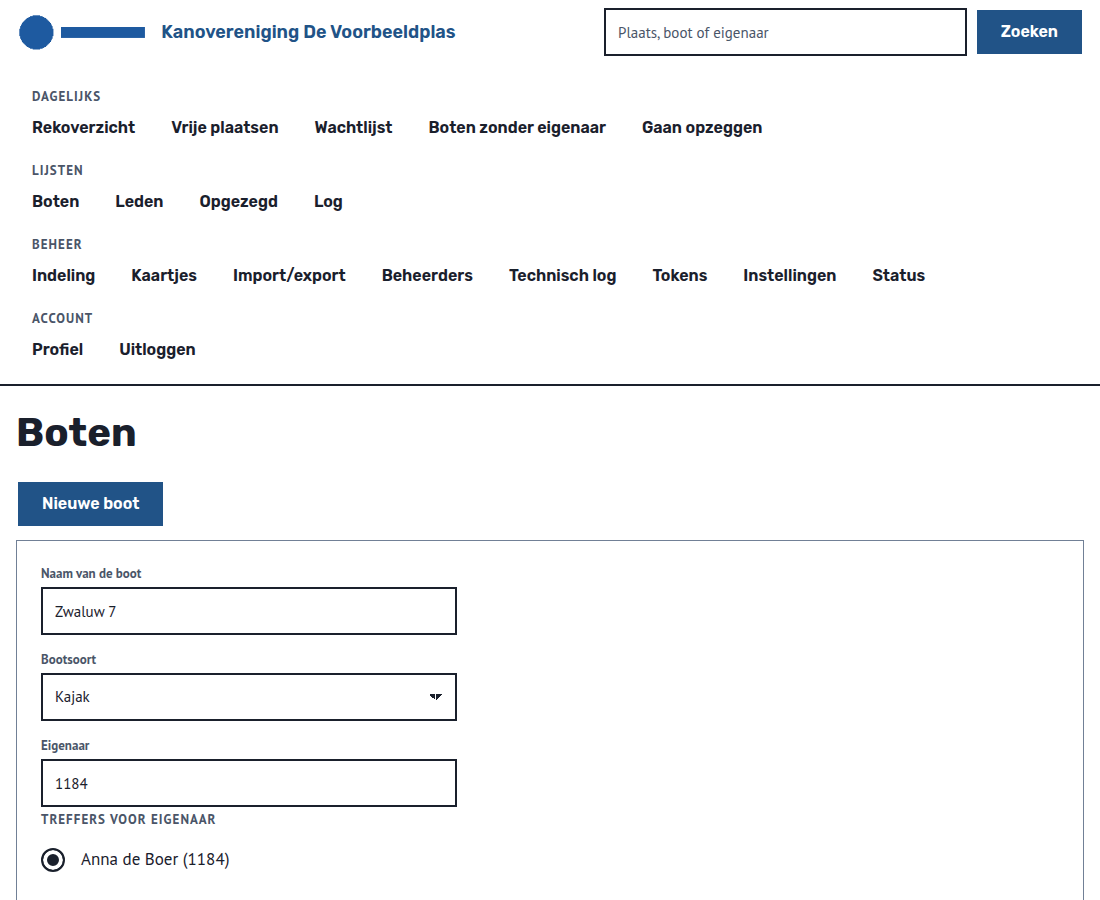 Kanovereniging De Voorbeeldplas
Plaats, boot of eigenaar
Zoeken
DAGELIJKS
Rekoverzicht Vrije plaatsen Wachtlijst Boten zonder eigenaar Gaan opzeggen
LIJSTEN
Boten Leden Opgezegd Log
BEHEER
Indeling Kaartjes Import/export Beheerders Technisch log Tokens Instellingen Status
ACCOUNT
Profiel Uitloggen
Boten
Nieuwe boot
Naam van de boot
Zwaluw 7
Bootsoort
Kajak
Eigenaar
1184
TREFFERS VOOR EIGENAAR
Anna de Boer (1184)